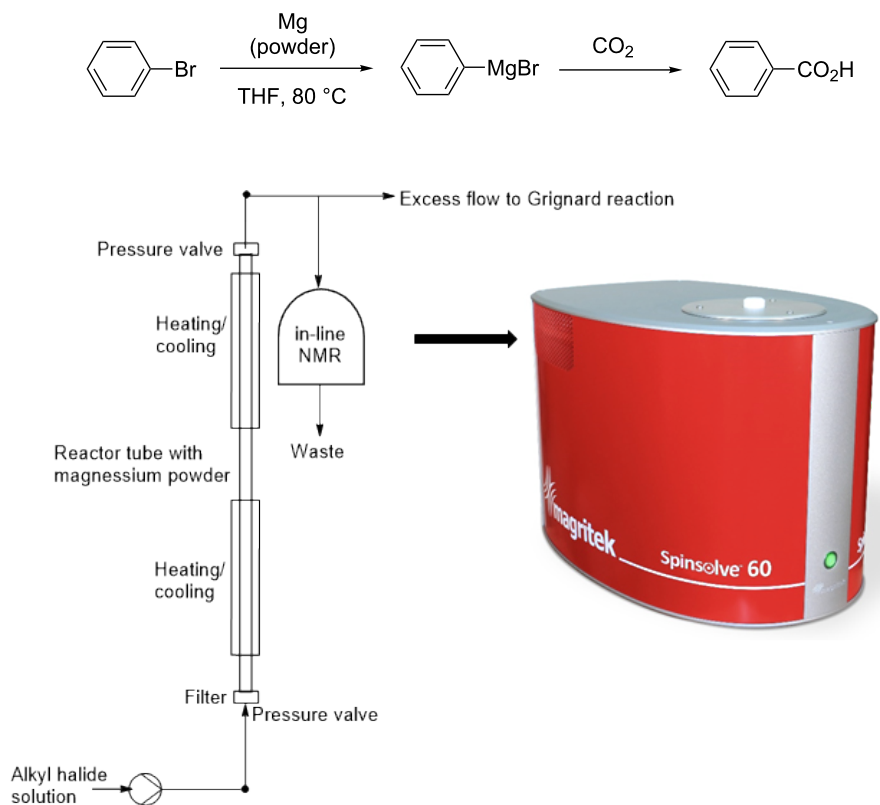 Mg
(powder)
Br
THF, 80 °C
MgBr
CO2
CO2H
Excess flow to Grignard reaction
Pressure valve
Heating/
cooling
in-line
NMR
Waste
Reactor tube with
magnessium powder
Heating/
cooling
magritek
Spinsolve 60
Filter
Pressure valve
Alkyl halide
solution